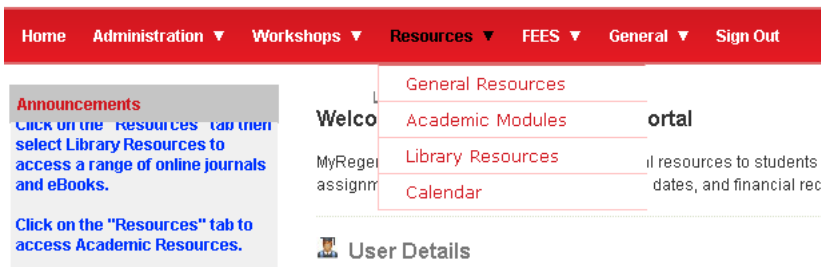 Home Administration ▼ Workshops ▼ Resources ▼ FEES ▼ General ▼ Sign Out
General Resources
Academic Modules
Library Resources
Calendar
Announcements
Click on the "Resources" tab then
select Library Resources to
access a range of online journals
and eBooks.
Click on the "Resources" tab to
access Academic Resources.
Welco ortal
MyRege l resources to students
assignm dates, and financial rec
User Details